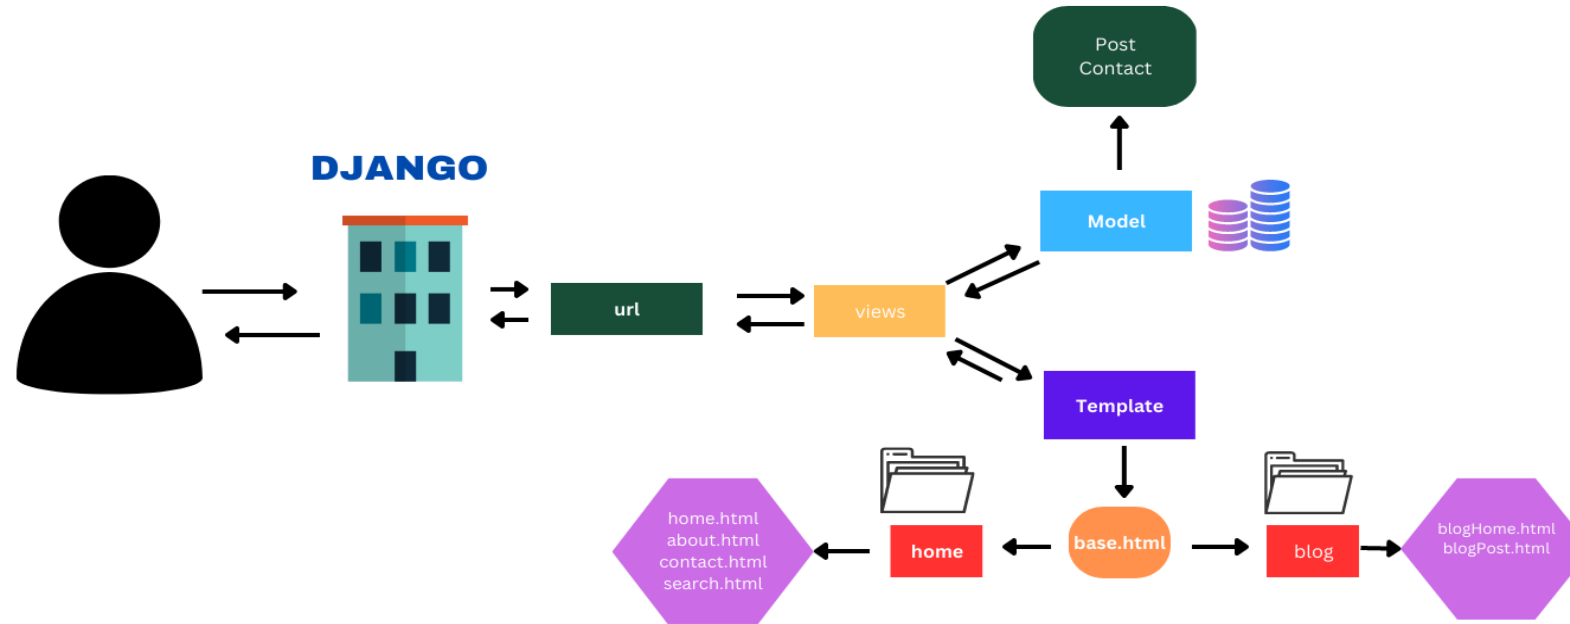 Post
Contact
DJANGO
Model
url
views
Template
home.html
about.html
contact.html
search.html
home
base.html
blog
blogHome.html
blogPost.html